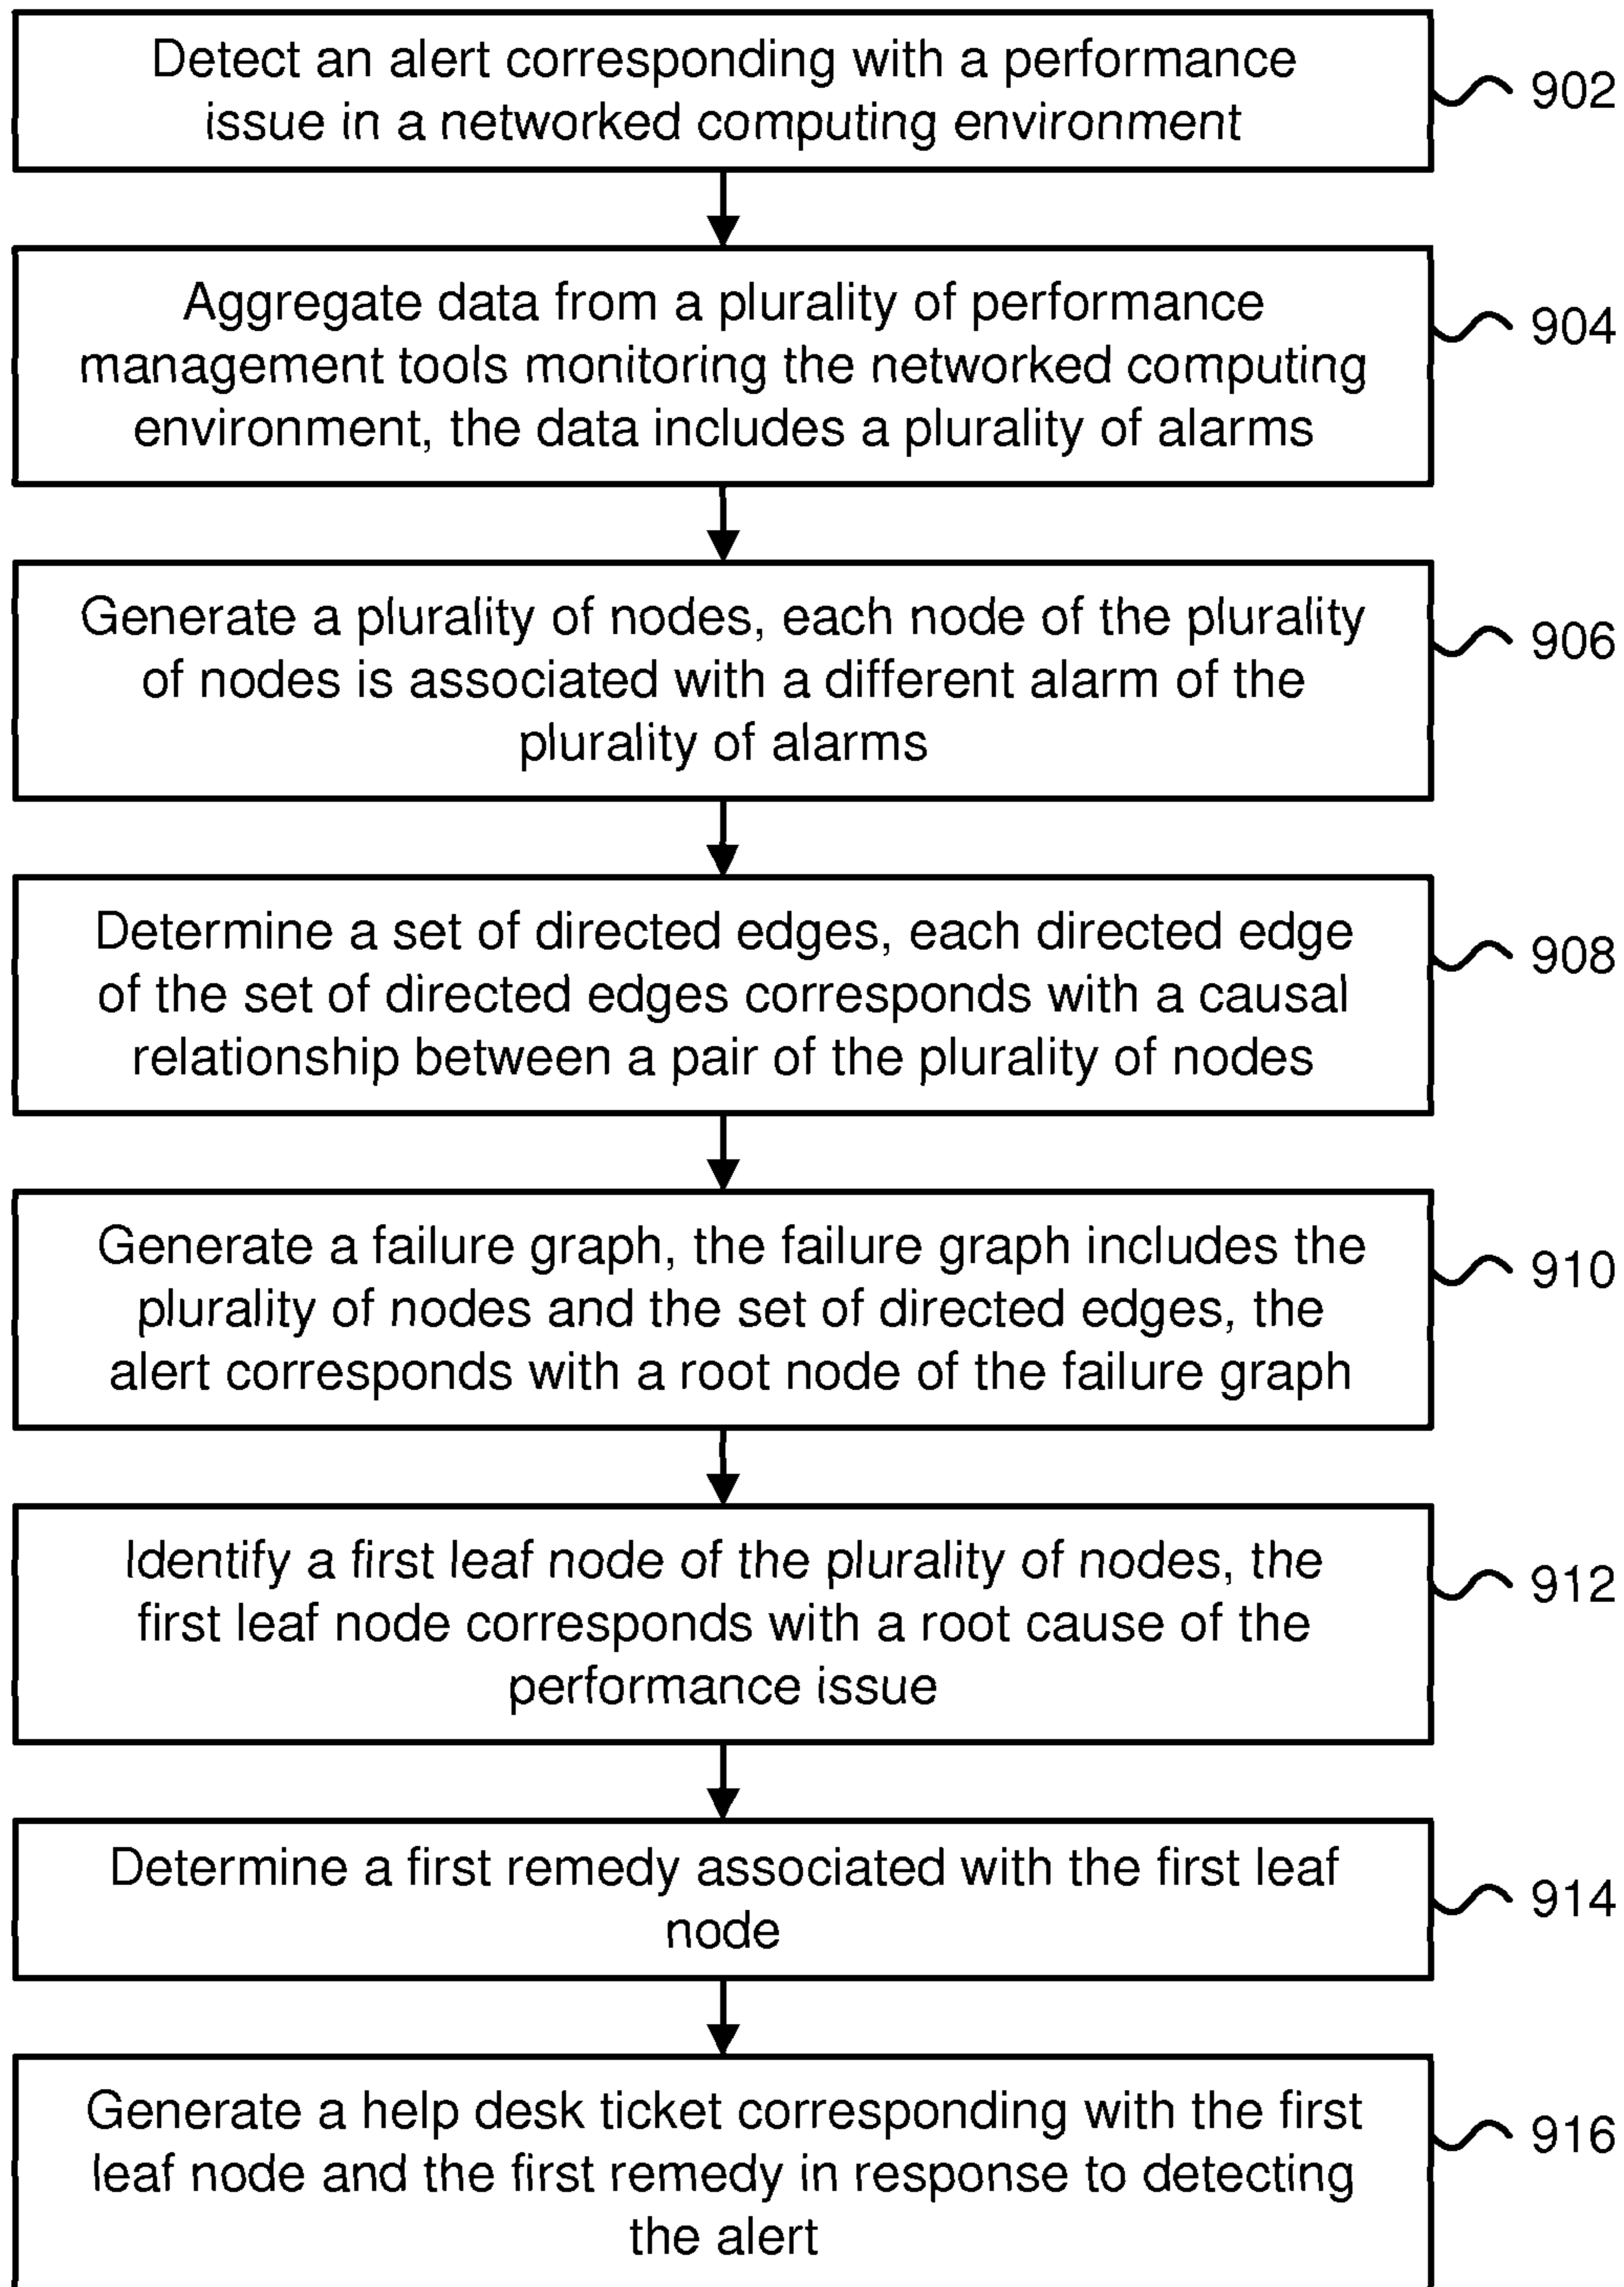 Detect an alert corresponding with a performance
issue in a networked computing environment
902
Aggregate data from a plurality of performance
management tools monitoring the networked computing
environment, the data includes a plurality of alarms
904
Generate a plurality of nodes, each node of the plurality
of nodes is associated with a different alarm of the
plurality of alarms
906
Determine a set of directed edges, each directed edge
of the set of directed edges corresponds with a causal
relationship between a pair of the plurality of nodes
908
Generate a failure graph, the failure graph includes the
plurality of nodes and the set of directed edges, the
alert corresponds with a root node of the failure graph
910
Identify a first leaf node of the plurality of nodes, the
first leaf node corresponds with a root cause of the
performance issue
912
Determine a first remedy associated with the first leaf
node
914
Generate a help desk ticket corresponding with the first
leaf node and the first remedy in response to detecting
the alert
916